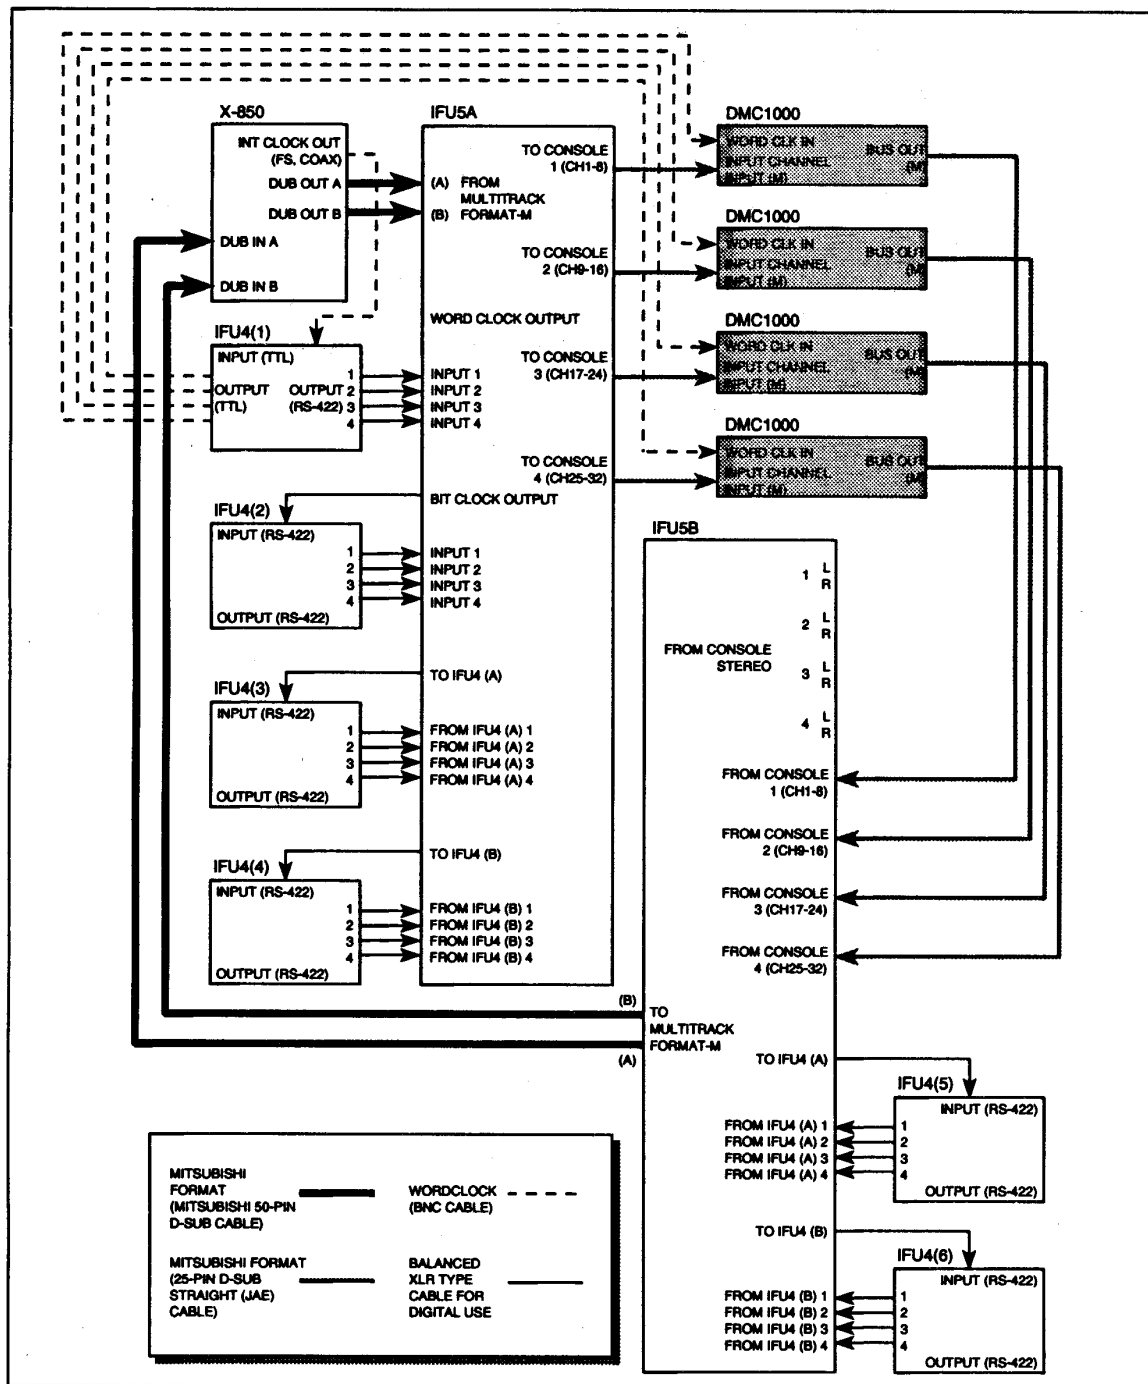 X-850
INT CLOCK OUT
(FS, COAX)
DUB OUT A
DUB OUT B
DUB IN A
DUB IN B
IFU4(1)
INPUT (TTL)
OUTPUT
(TTL)
OUTPUT
(RS-422)
1
2
3
4
IFU4(2)
INPUT (RS-422)
1
2
3
4
OUTPUT (RS-422)
IFU4(3)
INPUT (RS-422)
1
2
3
4
OUTPUT (RS-422)
IFU4(4)
INPUT (RS-422)
1
2
3
4
OUTPUT (RS-422)
IFU5A
(A) FROM
MULTITRACK
(B) FORMAT-M
TO CONSOLE
1 (CH1-8)
TO CONSOLE
2 (CH9-16)
WORD CLOCK OUTPUT
TO CONSOLE
3 (CH17-24)
INPUT 1
INPUT 2
INPUT 3
INPUT 4
TO CONSOLE
4 (CH25-32)
BIT CLOCK OUTPUT
INPUT 1
INPUT 2
INPUT 3
INPUT 4
TO IFU4 (A)
FROM IFU4 (A) 1
FROM IFU4 (A) 2
FROM IFU4 (A) 3
FROM IFU4 (A) 4
TO IFU4 (B)
FROM IFU4 (B) 1
FROM IFU4 (B) 2
FROM IFU4 (B) 3
FROM IFU4 (B) 4
DMC1000
WORD CLK IN
INPUT CHANNEL
INPUT (M)
BUS OUT
(M)
DMC1000
WORD CLK IN
INPUT CHANNEL
INPUT (M)
BUS OUT
(M)
DMC1000
WORD CLK IN
INPUT CHANNEL
INPUT (M)
BUS OUT
(M)
DMC1000
WORD CLK IN
INPUT CHANNEL
INPUT (M)
BUS OUT
(M)
IFU5B
1 L
R
2 L
R
FROM CONSOLE
STEREO
3 L
R
4 L
R
FROM CONSOLE
1 (CH1-8)
FROM CONSOLE
2 (CH9-16)
FROM CONSOLE
3 (CH17-24)
FROM CONSOLE
4 (CH25-32)
(B)
TO
MULTITRACK
FORMAT-M
(A)
TO IFU4 (A)
FROM IFU4 (A) 1
FROM IFU4 (A) 2
FROM IFU4 (A) 3
FROM IFU4 (A) 4
TO IFU4 (B)
FROM IFU4 (B) 1
FROM IFU4 (B) 2
FROM IFU4 (B) 3
FROM IFU4 (B) 4
IFU4(5)
INPUT (RS-422)
1
2
3
4
OUTPUT (RS-422)
IFU4(6)
INPUT (RS-422)
1
2
3
4
OUTPUT (RS-422)
MITSUBISHI
FORMAT
(MITSUBISHI 50-PIN
D-SUB CABLE)
WORDCLOCK
(BNC CABLE)
MITSUBISHI FORMAT
(25-PIN D-SUB
STRAIGHT (JAE)
CABLE)
BALANCED
XLR TYPE
CABLE FOR
DIGITAL USE